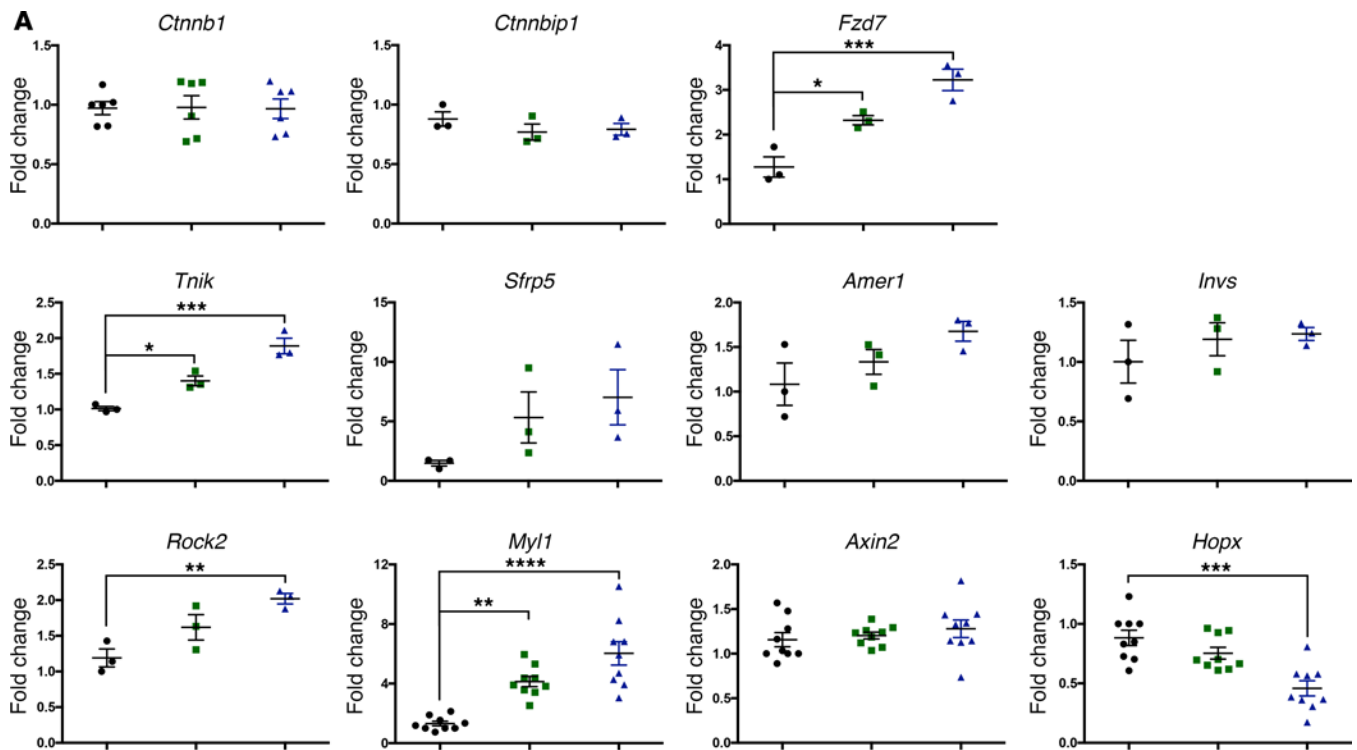 A
Ctnnb1
Fold change
1.5
1.0
0.5
0.0
Ctnnbip1
Fold change
1.5
1.0
0.5
0.0
Fzd7
Fold change
4
3
2
1
0
***
*
Tnik
Fold change
2.5
2.0
1.5
1.0
0.5
0.0
***
*
Sfrp5
Fold change
15
10
5
0
Amer1
Fold change
2.0
1.5
1.0
0.5
0.0
Invs
Fold change
1.5
1.0
0.5
0.0
Rock2
Fold change
2.5
2.0
1.5
1.0
0.5
0.0
**
Myl1
Fold change
12
8
4
0
****
**
Axin2
Fold change
2.0
1.5
1.0
0.5
0.0
Hopx
Fold change
1.5
1.0
0.5
0.0
***